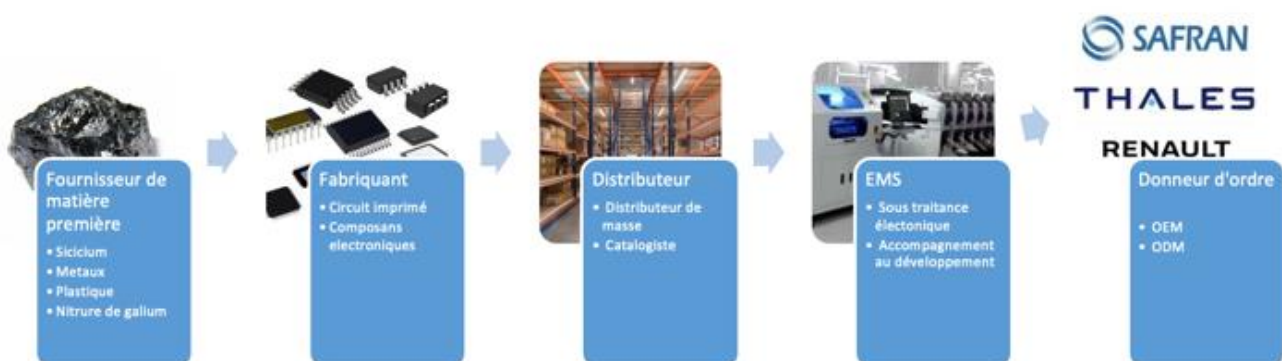 SAFRAN
THALES
RENAULT
Fournisseur de
matière
première
• Sicicium
• Metaux
• Plastique
• Nitrure de galium
Fabriquant
• Circuit imprimé
• Composans
electroniques
Distributeur
• Distributeur de
masse
• Catalogiste
EMS
• Sous traitance
électonique
• Accompagnement
au développement
Donneur d'ordre
• OEM
• ODM